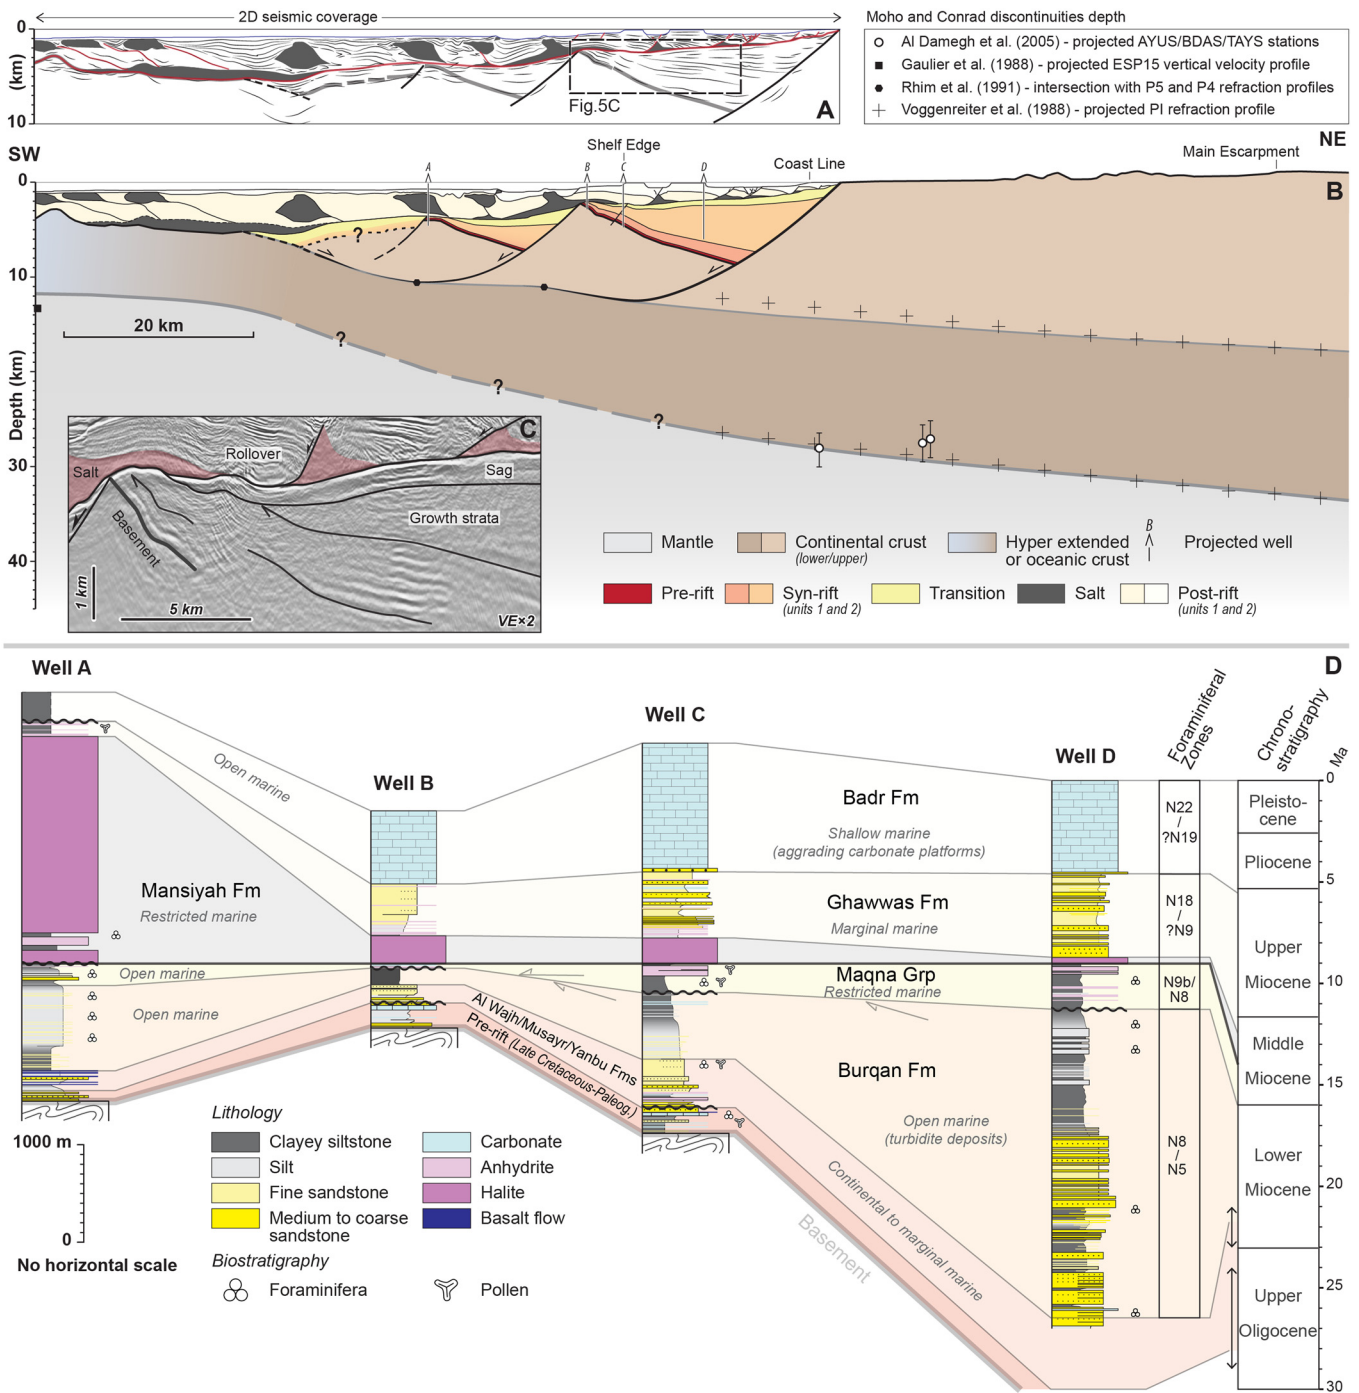 2D seismic coverage
0
(km)
10
Fig.5C
A
Moho and Conrad discontinuities depth
Al Damegh et al. (2005) - projected AYUS/BDAS/TAYS stations
Gaulier et al. (1988) - projected ESP15 vertical velocity profile
Rhim et al. (1991) - intersection with P5 and P4 refraction profiles
Voggenreiter et al. (1988) - projected PI refraction profile
SW
NE
Shelf Edge
Coast Line
Main Escarpment
A
B
C
D
B
0
10
30
40
Depth (km)
20 km
?
?
?
?
C
Salt
Rollover
Sag
Basement
Growth strata
1 km
5 km
VE×2
Mantle
Continental crust
(lower/upper)
Hyper extended
or oceanic crust
B
Projected well
Pre-rift
Syn-rift
(units 1 and 2)
Transition
Salt
Post-rift
(units 1 and 2)
D
Well A
Well B
Well C
Well D
Foraminiferal
Zones
Chrono-
stratigraphy
Ma
Open marine
Mansiyah Fm
Restricted marine
Open marine
Open marine
Badr Fm
Shallow marine
(aggrading carbonate platforms)
Ghawwas Fm
Marginal marine
Maqna Grp
Restricted marine
Burqan Fm
Open marine
(turbidite deposits)
Al Wajh/Musayr/Yanbu Fms
Pre-rift (Late Cretaceous-Paleog.)
Continental to marginal marine
Basement
N22
/
?N19
N18
/
?N9
N9b/
N8
N8
/
N5
Pleisto-
cene
Pliocene
Upper
Miocene
Middle
Miocene
Lower
Miocene
Upper
Oligocene
0
5
10
15
20
25
30
1000 m
0
No horizontal scale
Lithology
Clayey siltstone
Silt
Fine sandstone
Medium to coarse
sandstone
Carbonate
Anhydrite
Halite
Basalt flow
Biostratigraphy
Foraminifera
Pollen